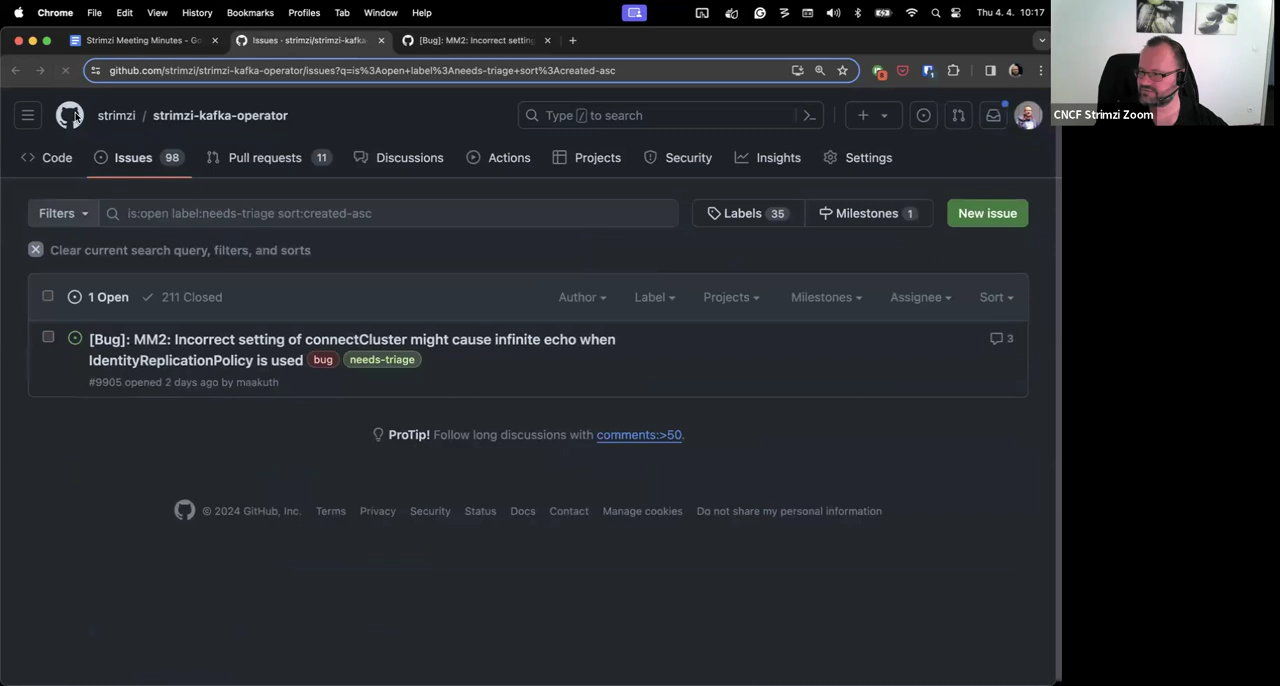 Chrome File Edit View History Bookmarks Profiles Tab Window Help Thu 4. 4. 10:17
Strimzi Meeting Minutes - Go Issues · strimzi/strimzi-kafka- [Bug]: MM2: Incorrect setting
github.com/strimzi/strimzi-kafka-operator/issues?q=is%3Aopen+label%3Aneeds-triage+sort%3Acreated-asc
strimzi / strimzi-kafka-operator Type / to search
CNCF Strimzi Zoom
Code Issues 98 Pull requests 11 Discussions Actions Projects Security Insights Settings
Filters is:open label:needs-triage sort:created-asc Labels 35 Milestones 1 New issue
Clear current search query, filters, and sorts
1 Open 211 Closed Author Label Projects Milestones Assignee Sort
[Bug]: MM2: Incorrect setting of connectCluster might cause infinite echo when 3
IdentityReplicationPolicy is used bug needs-triage
#9905 opened 2 days ago by maakuth
ProTip! Follow long discussions with comments:>50.
© 2024 GitHub, Inc. Terms Privacy Security Status Docs Contact Manage cookies Do not share my personal information